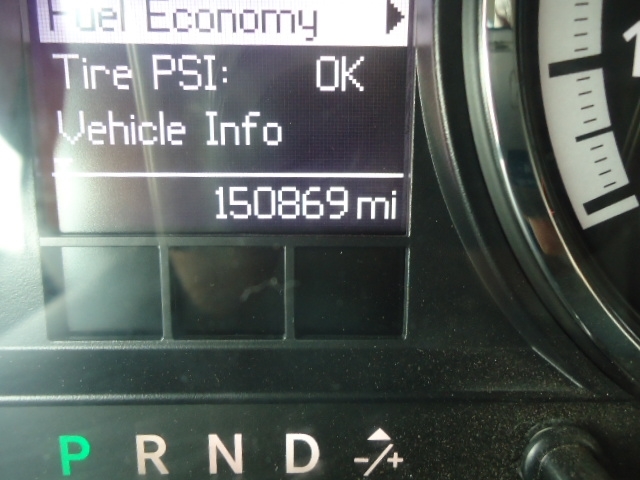 Fuel Economy
Tire PSI: OK
Vehicle Info
150869 mi
P R N D -/+